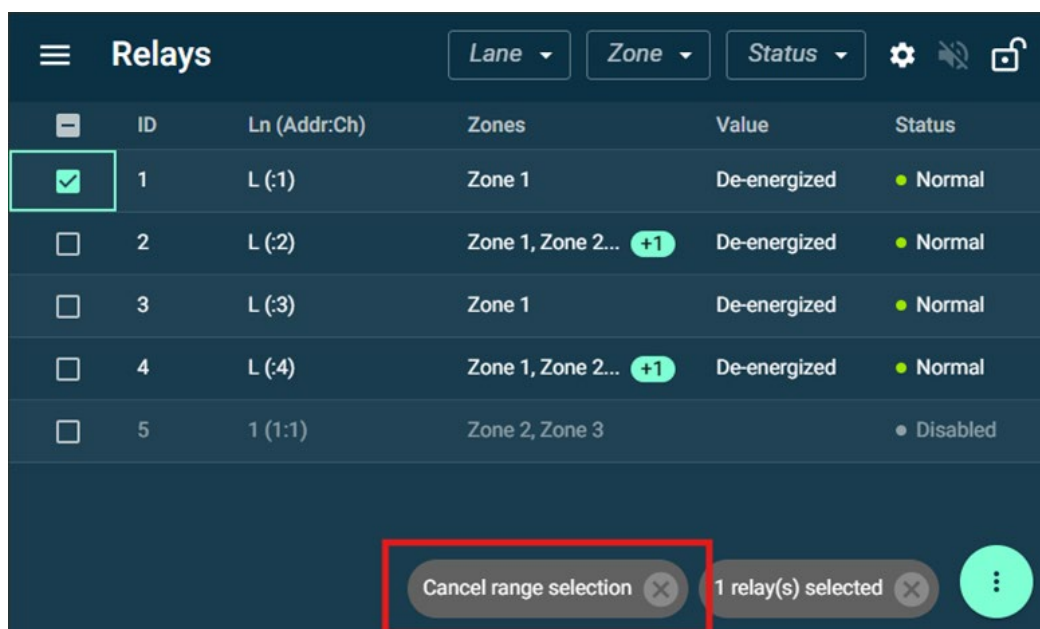 Relays Lane Zone Status
ID Ln (Addr:Ch) Zones Value Status
1 L (:1) Zone 1 De-energized Normal
2 L (:2) Zone 1, Zone 2... +1 De-energized Normal
3 L (:3) Zone 1 De-energized Normal
4 L (:4) Zone 1, Zone 2... +1 De-energized Normal
5 1 (1:1) Zone 2, Zone 3 Disabled
Cancel range selection 1 relay(s) selected